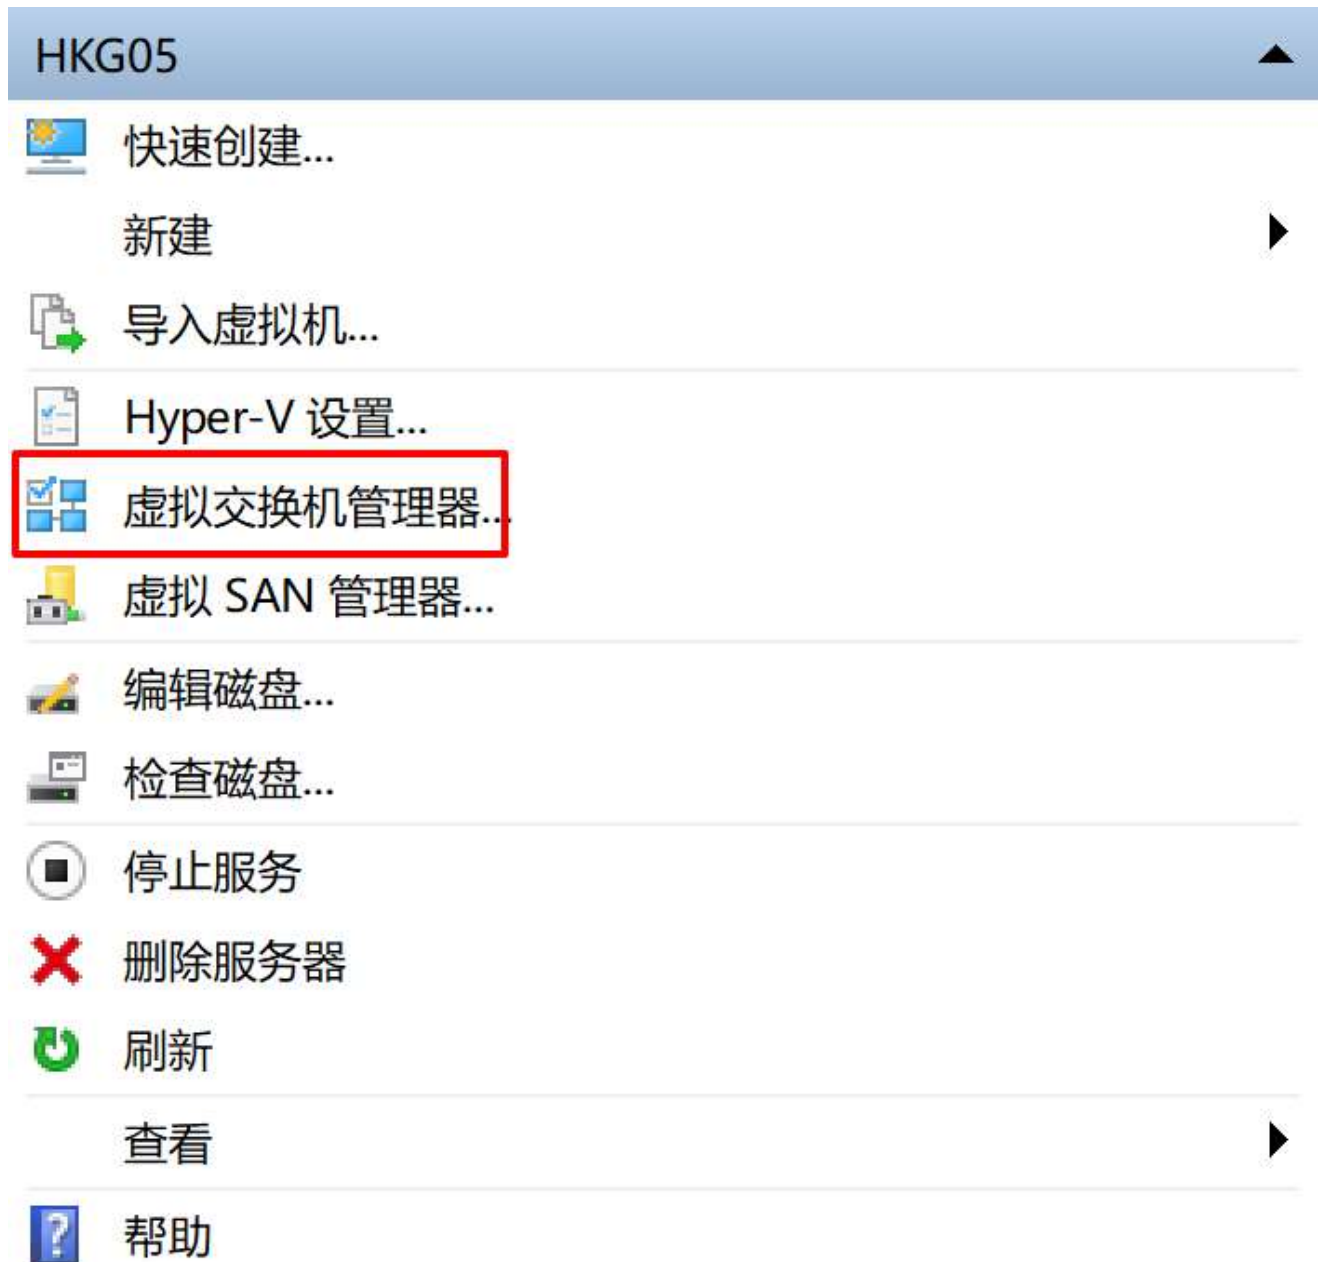 HKG05
快速创建...
新建
导入虚拟机...
Hyper-V 设置...
虚拟交换机管理器...
虚拟 SAN 管理器...
编辑磁盘...
检查磁盘...
停止服务
删除服务器
刷新
查看
帮助